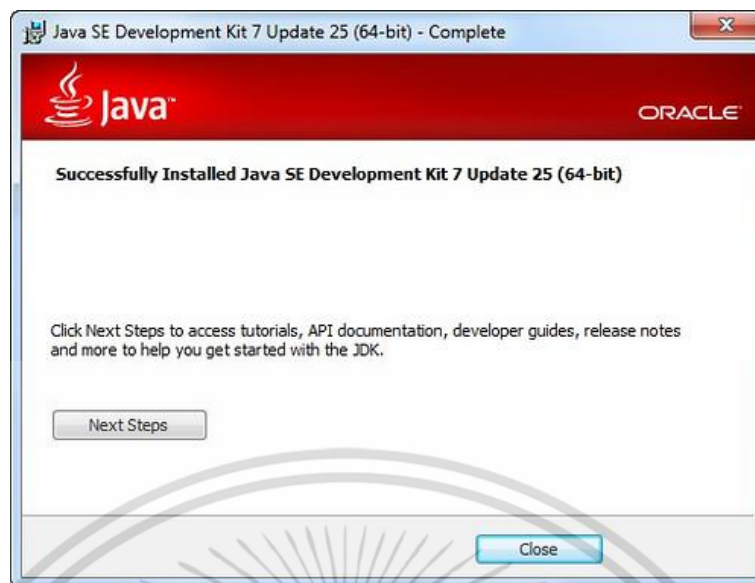 Java SE Development Kit 7 Update 25 (64-bit) - Complete
Java™
ORACLE®
Successfully Installed Java SE Development Kit 7 Update 25 (64-bit)
Click Next Steps to access tutorials, API documentation, developer guides, release notes
and more to help you get started with the JDK.
Next Steps
Close